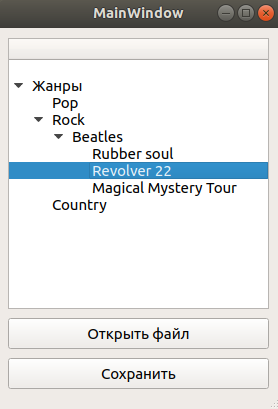 MainWindow
Жанры
Pop
Rock
Beatles
Rubber soul
Revolver 22
Magical Mystery Tour
Country
Открыть файл
Сохранить